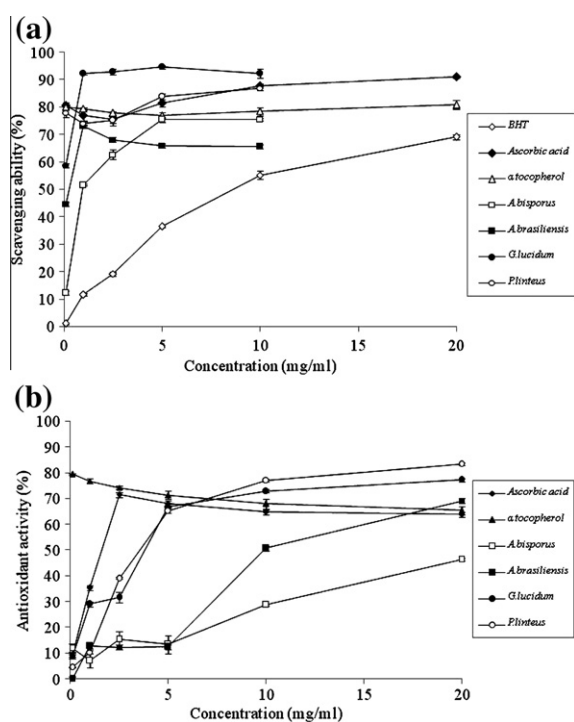 (a)
100
90
80
70
60
50
40
30
20
10
0
Scavenging ability (%)
0 5 10 15 20
Concentration (mg/ml)
BHT
Ascorbic acid
α tocopherol
A.bisporus
A.brasiliensis
G.lucidum
P.linteus
(b)
100
90
80
70
60
50
40
30
20
10
0
Antioxidant activity (%)
0 5 10 15 20
Concentration (mg/ml)
Ascorbic acid
α tocopherol
A.bisporus
A.brasiliensis
G.lucidum
P.linteus